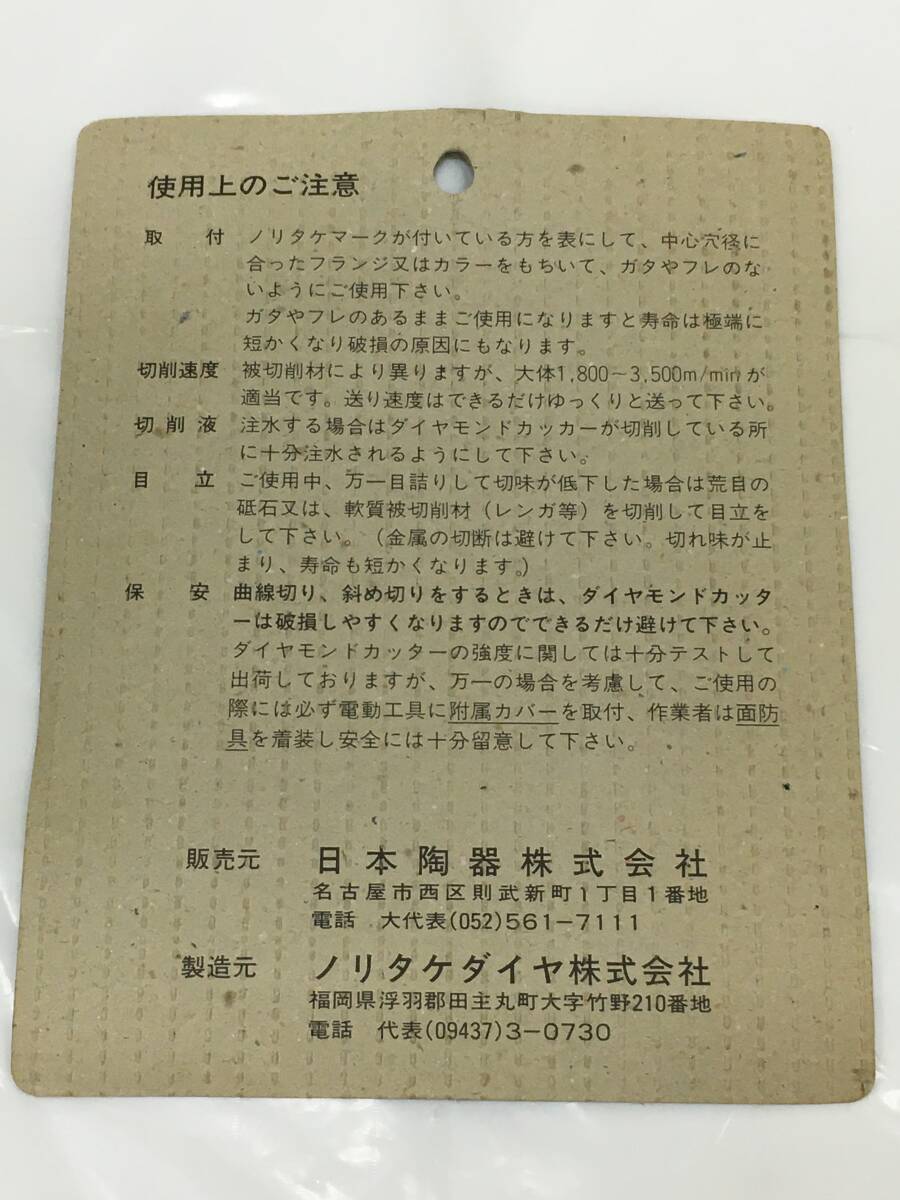 使用上のご注意
取　付　ノリタケマークが付いている方を表にして、中心穴径に
合ったフランジ又はカラーをもちいて、ガタやフレのな
いようにご使用下さい。
ガタやフレのあるままご使用になりますと寿命は極端に
短かくなり破損の原因にもなります。
切削速度　被切削材により異りますが、大体1,800～3,500m/minが
適当です。送り速度はできるだけゆっくりと送って下さい。
切削液　注水する場合はダイヤモンドカッカーが切削している所
に十分注水されるようにして下さい。
目　立　ご使用中、万一目詰りして切味が低下した場合は荒目の
砥石又は、軟質被切削材（レンガ等）を切削して目立を
して下さい。（金属の切断は避けて下さい。切れ味が止
まり、寿命も短かくなります。）
保　安　曲線切り、斜め切りをするときは、ダイヤモンドカッタ
ーは破損しやすくなりますのでできるだけ避けて下さい。
ダイヤモンドカッターの強度に関しては十分テストして
出荷しておりますが、万一の場合を考慮して、ご使用の
際には必ず電動工具に附属カバーを取付、作業者は面防
具を着装し安全には十分留意して下さい。
販売元　日本陶器株式会社
名古屋市西区則武新町1丁目1番地
電話　大代表(052)561-7111
製造元　ノリタケダイヤ株式会社
福岡県浮羽郡田主丸町大字竹野210番地
電話　代表(09437)3-0730